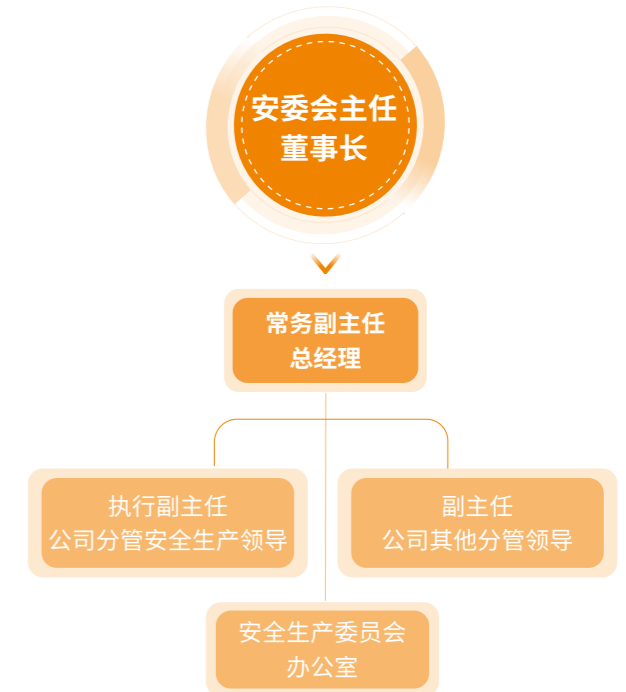 安委会主任
董事长
常务副主任
总经理
执行副主任
公司分管安全生产领导
副主任
公司其他分管领导
安全生产委员会
办公室